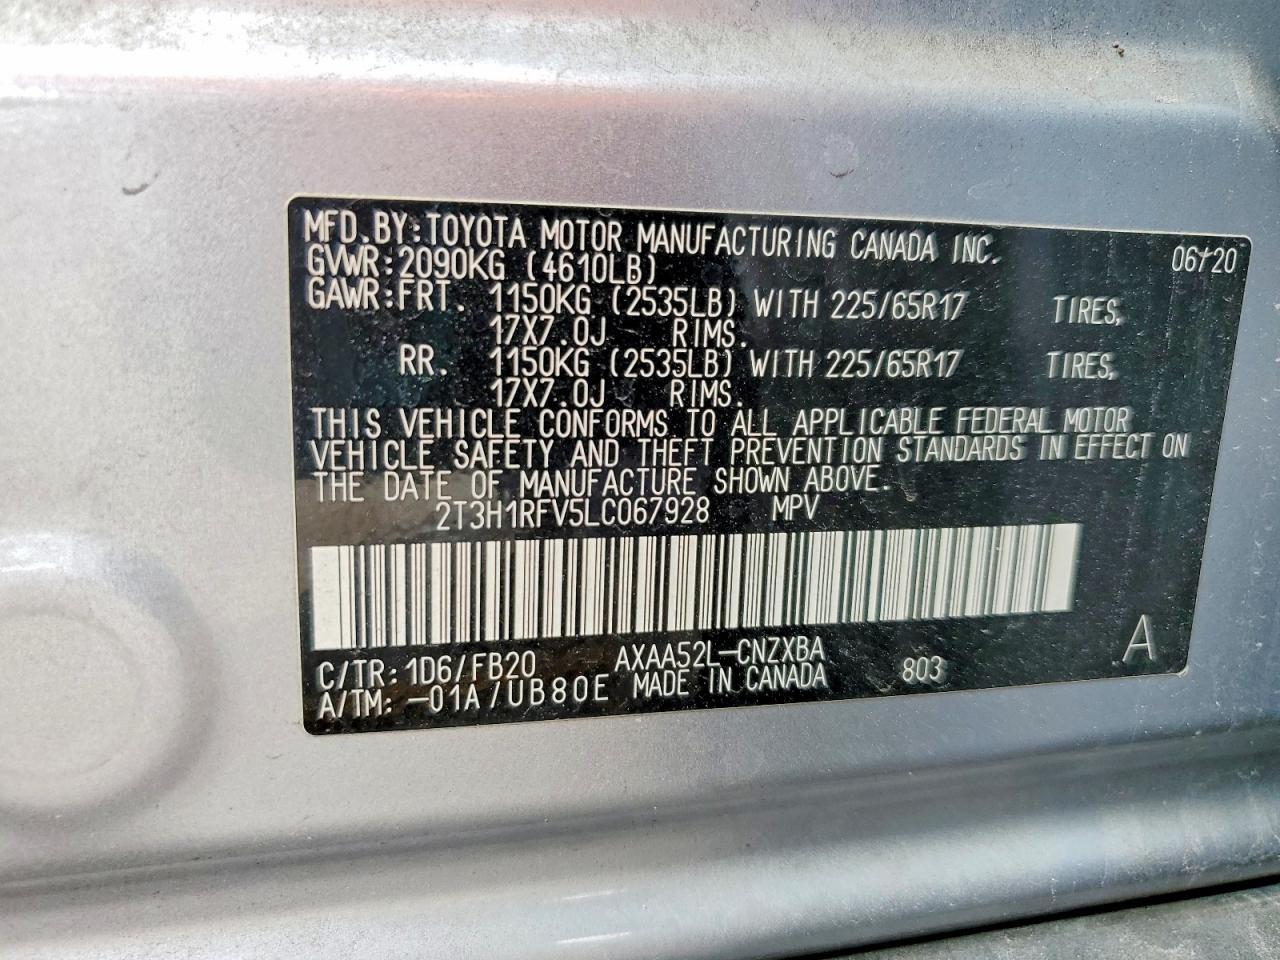 MFD.BY:TOYOTA MOTOR MANUFACTURING CANADA INC. 06/20
GVWR:2090KG (4610LB)
GAWR:FRT. 1150KG (2535LB) WITH 225/65R17 TIRES,
17X7.0J RIMS.
RR. 1150KG (2535LB) WITH 225/65R17 TIRES,
17X7.0J RIMS.
THIS VEHICLE CONFORMS TO ALL APPLICABLE FEDERAL MOTOR
VEHICLE SAFETY AND THEFT PREVENTION STANDARDS IN EFFECT ON
THE DATE OF MANUFACTURE SHOWN ABOVE.
2T3H1RFV5LC067928 MPV
C/TR: 1D6/FB20 AXAA52L-CNZXBA 803 A
A/TM: -01A/UB80E MADE IN CANADA